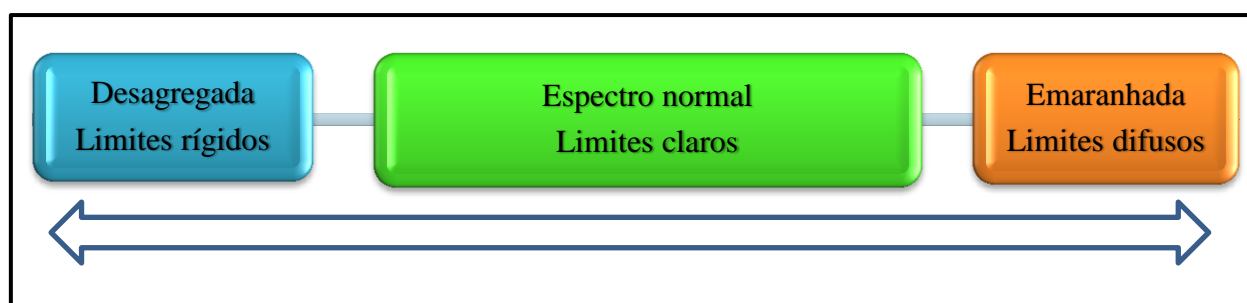 Desagregada
Limites rígidos
Espectro normal
Limites claros
Emaranhada
Limites difusos